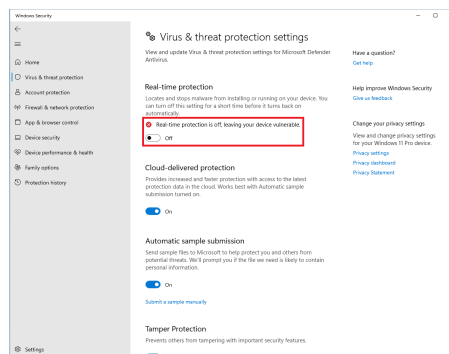 Windows Security
Home
Virus & threat protection
Account protection
Firewall & network protection
App & browser control
Device security
Device performance & health
Family options
Protection history
Settings
Virus & threat protection settings
View and update Virus & threat protection settings for Microsoft Defender
Antivirus.
Real-time protection
Locates and stops malware from installing or running on your device. You
can turn off this setting for a short time before it turns back on
automatically.
Real-time protection is off, leaving your device vulnerable.
Off
Cloud-delivered protection
Provides increased and faster protection with access to the latest
protection data in the cloud. Works best with Automatic sample
submission turned on.
On
Automatic sample submission
Send sample files to Microsoft to help protect you and others from
potential threats. We'll prompt you if the file we need is likely to contain
personal information.
On
Submit a sample manually
Tamper Protection
Prevents others from tampering with important security features.
Have a question?
Get help
Help improve Windows Security
Give us feedback
Change your privacy settings
View and change privacy settings
for your Windows 11 Pro device.
Privacy settings
Privacy dashboard
Privacy Statement